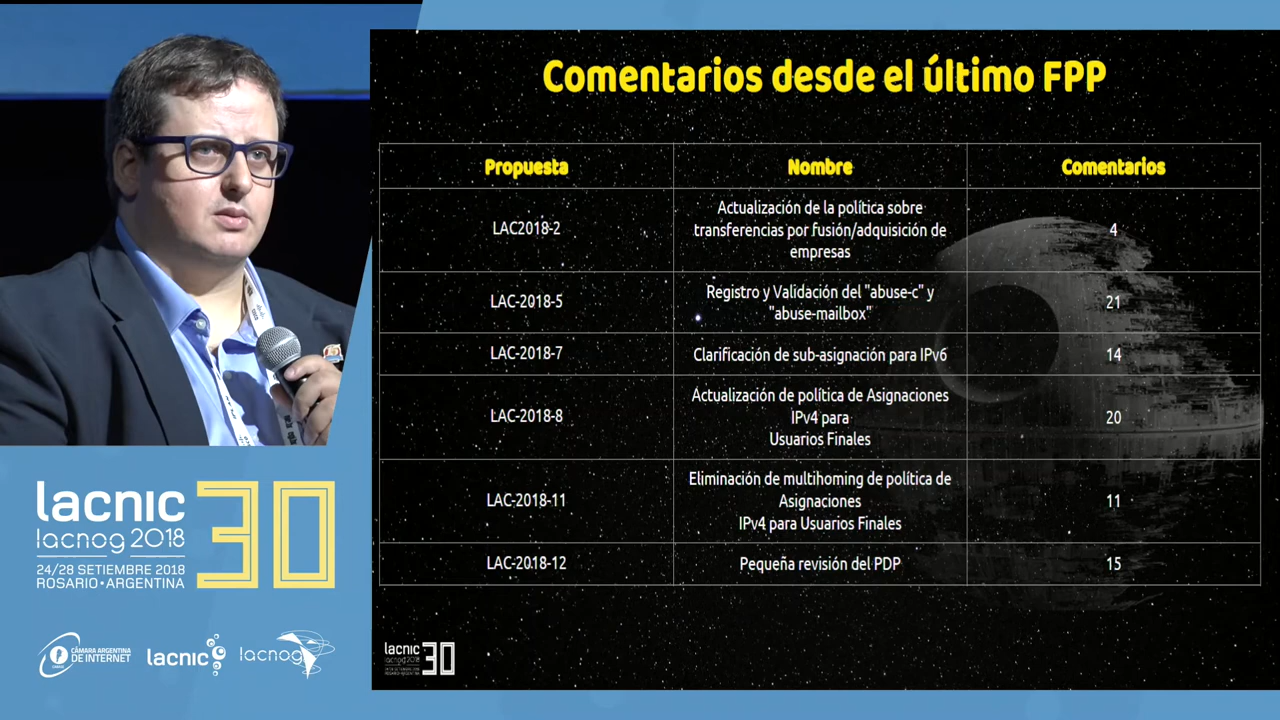 Comentarios desde el último FPP
Propuesta
Nombre
Comentarios
LAC2018-2
Actualización de la política sobre
transferencias por fusión/adquisición de
empresas
4
LAC-2018-5
Registro y Validación del "abuse-c" y
"abuse-mailbox"
21
LAC-2018-7
Clarificación de sub-asignación para IPv6
14
LAC-2018-8
Actualización de política de Asignaciones
IPv4 para
Usuarios Finales
20
LAC-2018-11
Eliminación de multihoming de política de
Asignaciones
IPv4 para Usuarios Finales
11
LAC-2018-12
Pequeña revisión del PDP
15
lacnic 30
lacnog 2018
24/28 SETIEMBRE 2018
ROSARIO•ARGENTINA
CÁMARA ARGENTINA
DE INTERNET
lacnic
lacnog
lacnic 30
lacnog 2018